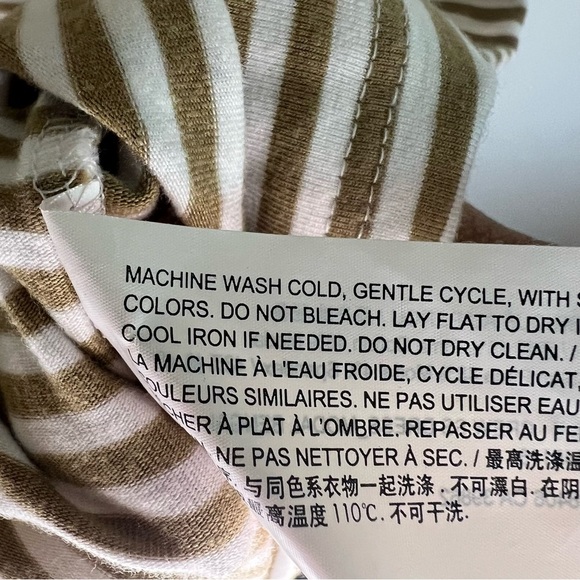 MACHINE WASH COLD, GENTLE CYCLE, WITH
COLORS. DO NOT BLEACH. LAY FLAT TO DRY
COOL IRON IF NEEDED. DO NOT DRY CLEAN. /
LA MACHINE À L'EAU FROIDE, CYCLE DÉLICAT.
COULEURS SIMILAIRES. NE PAS UTILISER EAU
À PLAT À L'OMBRE. REPASSER AU
NE PAS NETTOYER À SEC. / 最高洗涤温
与同色系衣物一起洗涤. 不可漂白. 在阴
高温度 110℃. 不可干洗.